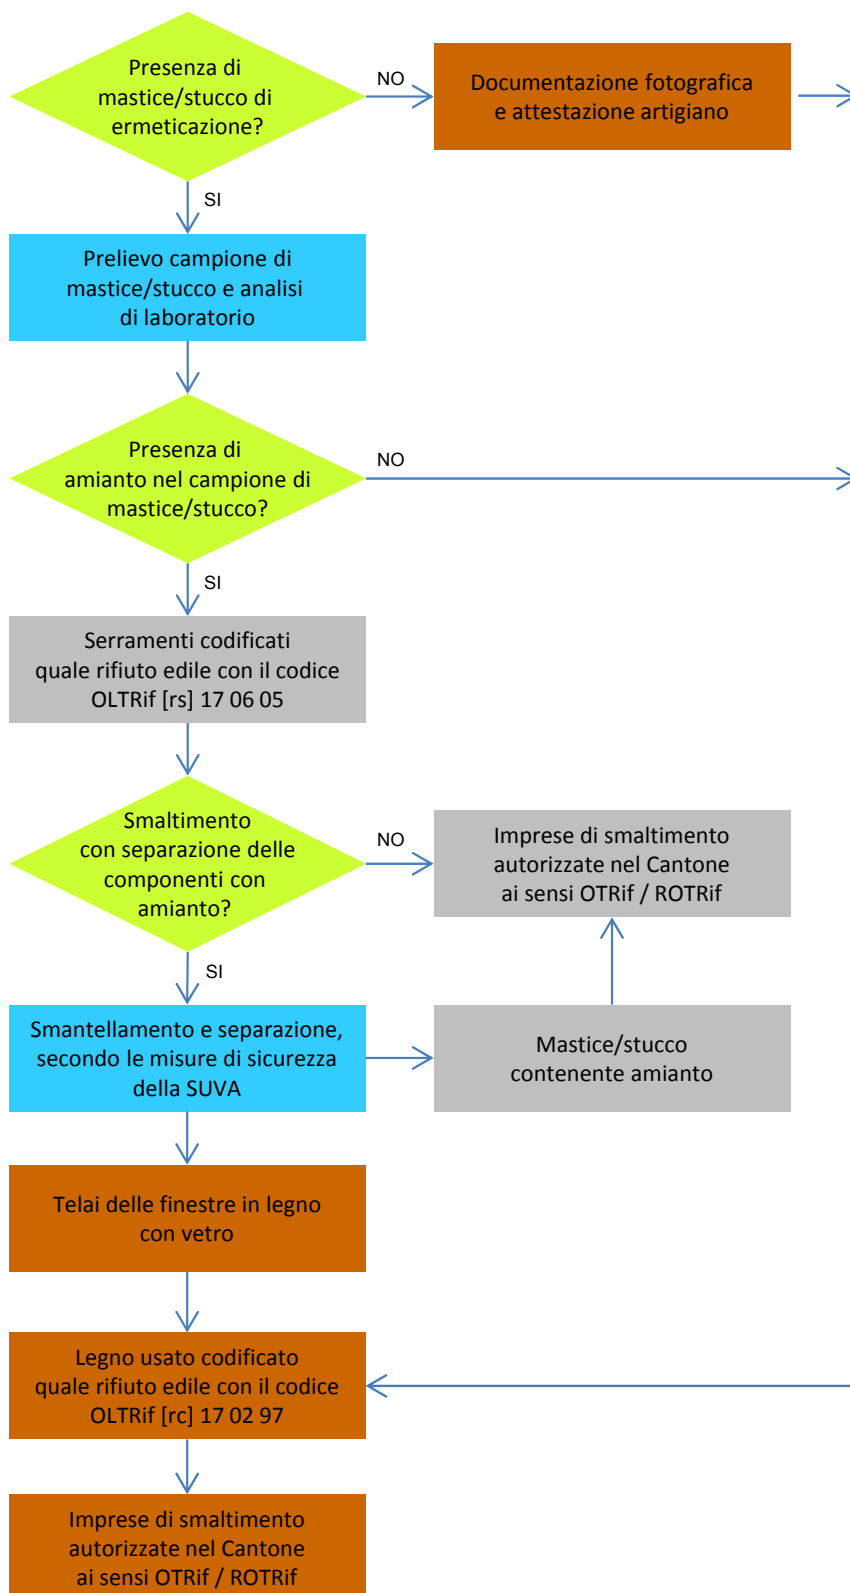 Presenza di
mastice/stucco di
ermeticazione?
NO
Documentazione fotografica
e attestazione artigiano
SI
Prelievo campione di
mastice/stucco e analisi
di laboratorio
Presenza di
amianto nel campione di
mastice/stucco?
NO
SI
Serramenti codificati
quale rifiuto edile con il codice
OLTRif [rs] 17 06 05
Smaltimento
con separazione delle
componenti con
amianto?
NO
Imprese di smaltimento
autorizzate nel Cantone
ai sensi OTRif / ROTRif
SI
Smantellamento e separazione,
secondo le misure di sicurezza
della SUVA
Mastice/stucco
contenente amianto
Telai delle finestre in legno
con vetro
Legno usato codificato
quale rifiuto edile con il codice
OLTRif [rc] 17 02 97
Imprese di smaltimento
autorizzate nel Cantone
ai sensi OTRif / ROTRif